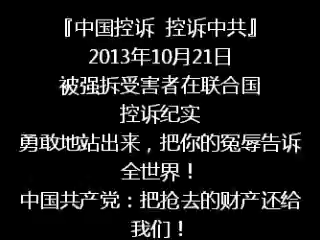 『中国控诉 控诉中共』
2013年10月21日
被强拆受害者在联合国
控诉纪实
勇敢地站出来，把你的冤辱告诉
全世界！
中国共产党：把抢去的财产还给
我们！